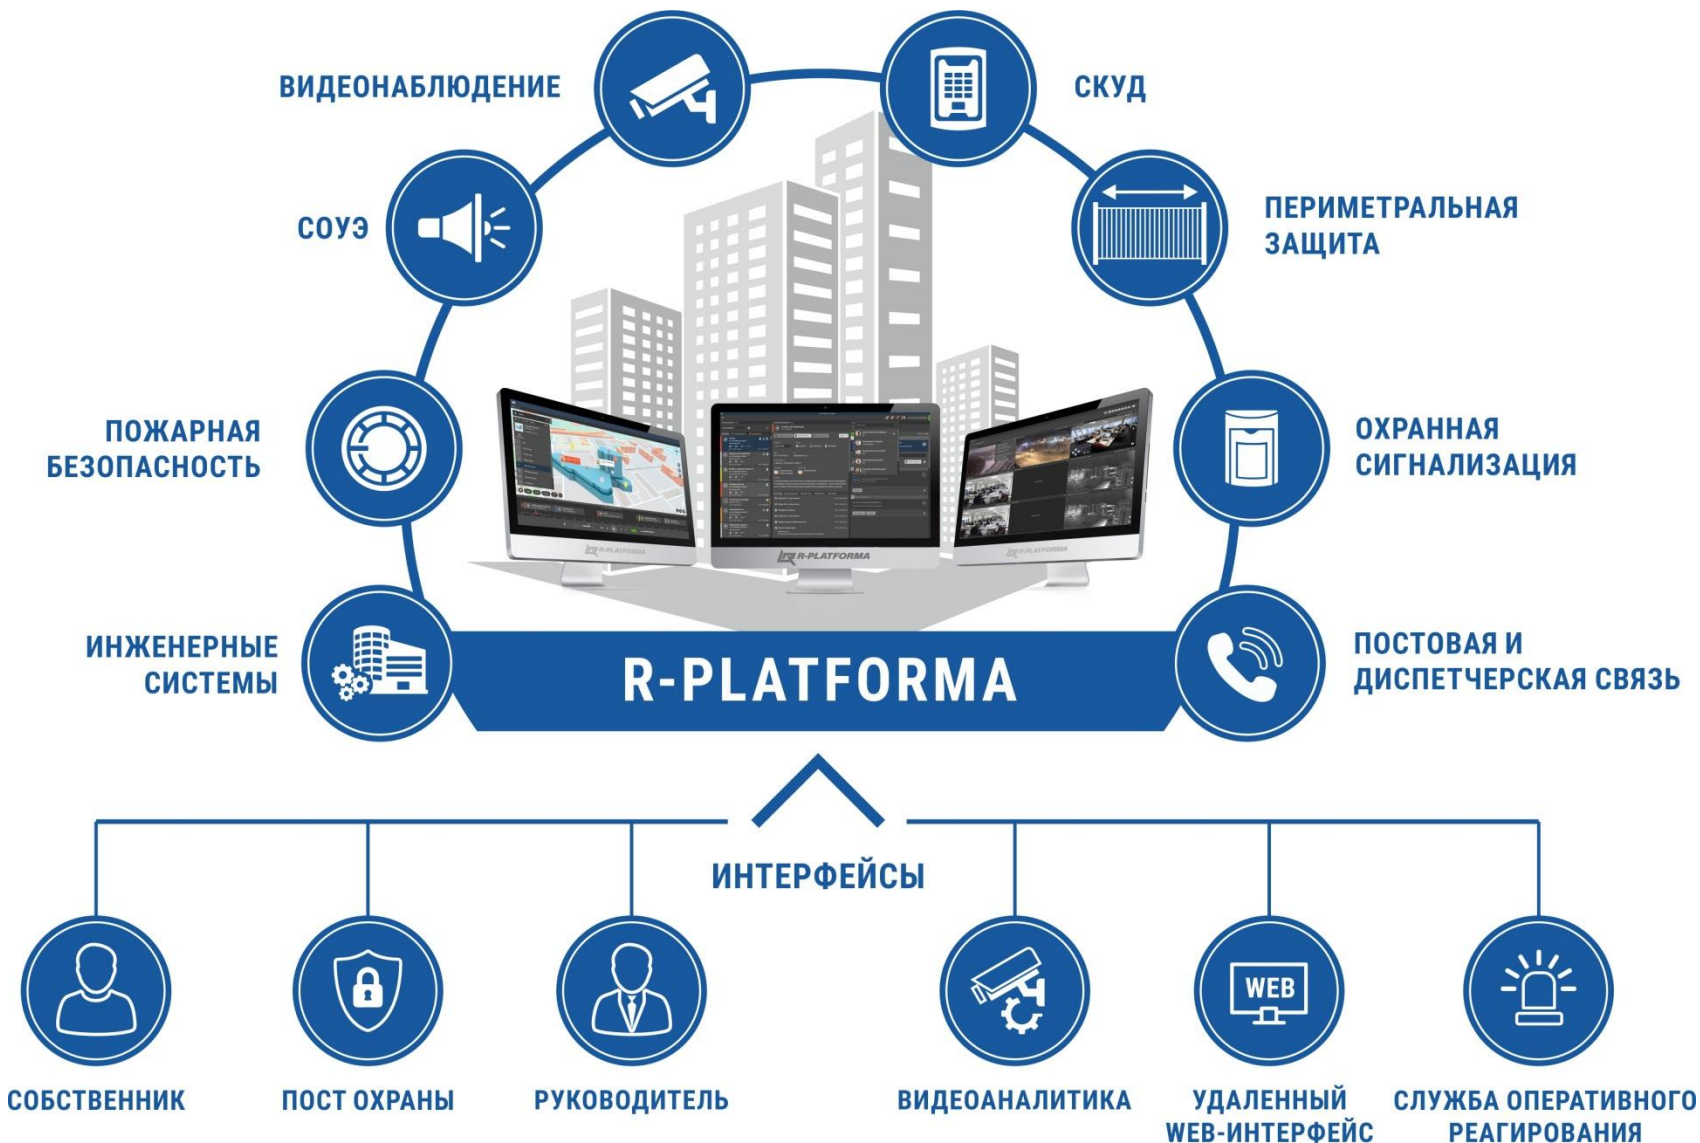 ВИДЕОНАБЛЮДЕНИЕ
СКУД
СОУЭ
ПЕРИМЕТРАЛЬНАЯ
ЗАЩИТА
ПОЖАРНАЯ
БЕЗОПАСНОСТЬ
ОХРАННАЯ
СИГНАЛИЗАЦИЯ
R-PLATFORMA
R-PLATFORMA
R-PLATFORMA
ИНЖЕНЕРНЫЕ
СИСТЕМЫ
R-PLATFORMA
ПОСТОВАЯ И
ДИСПЕТЧЕРСКАЯ СВЯЗЬ
ИНТЕРФЕЙСЫ
WEB
СОБСТВЕННИК
ПОСТ ОХРАНЫ
РУКОВОДИТЕЛЬ
ВИДЕОАНАЛИТИКА
УДАЛЕННЫЙ
WEB-ИНТЕРФЕЙС
СЛУЖБА ОПЕРАТИВНОГО
РЕАГИРОВАНИЯ